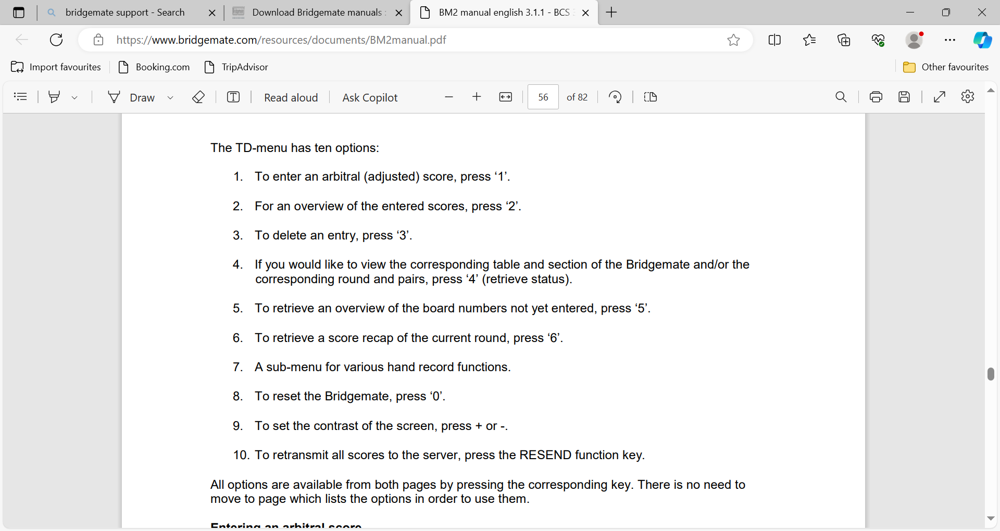 bridgemate support - Search
Download Bridgemate manuals :
BM2 manual english 3.1.1 - BCS
https://www.bridgemate.com/resources/documents/BM2manual.pdf
Import favourites
Booking.com
TripAdvisor
Other favourites
Draw
Read aloud
Ask Copilot
56
of 82
The TD-menu has ten options:
1. To enter an arbitral (adjusted) score, press ‘1’.
2. For an overview of the entered scores, press ‘2’.
3. To delete an entry, press ‘3’.
4. If you would like to view the corresponding table and section of the Bridgemate and/or the
corresponding round and pairs, press ‘4’ (retrieve status).
5. To retrieve an overview of the board numbers not yet entered, press ‘5’.
6. To retrieve a score recap of the current round, press ‘6’.
7. A sub-menu for various hand record functions.
8. To reset the Bridgemate, press ‘0’.
9. To set the contrast of the screen, press + or -.
10. To retransmit all scores to the server, press the RESEND function key.
All options are available from both pages by pressing the corresponding key. There is no need to
move to page which lists the options in order to use them.
Entering an arbitral score